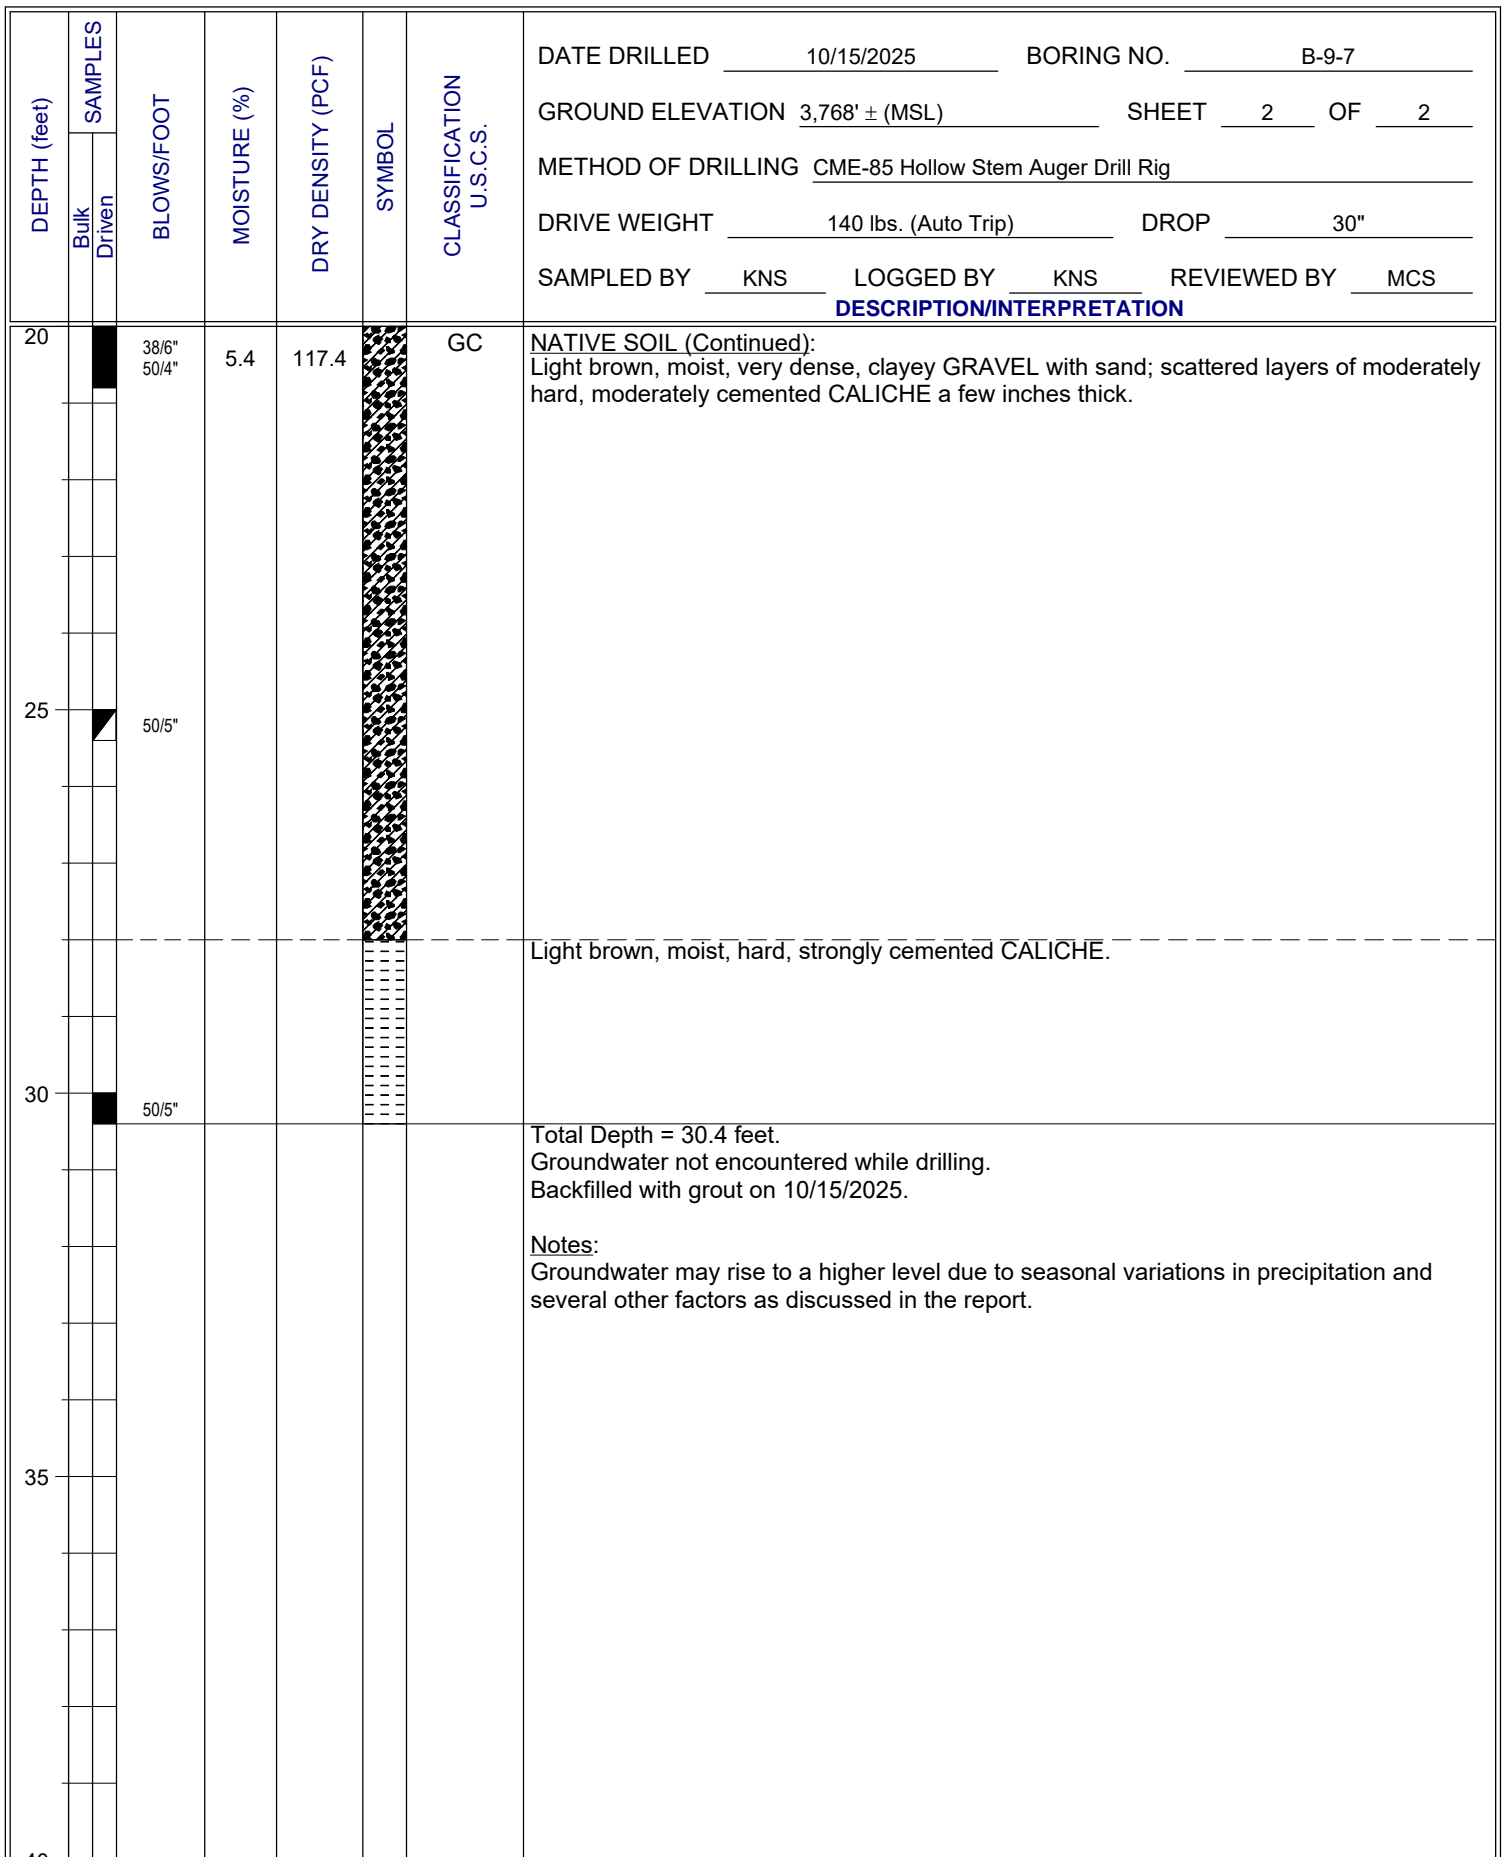 DEPTH (feet)
SAMPLES
Bulk
Driven
BLOWS/FOOT
MOISTURE (%)
DRY DENSITY (PCF)
SYMBOL
CLASSIFICATION
U.S.C.S.
DATE DRILLED 10/15/2025 BORING NO. B-9-7
GROUND ELEVATION 3,768' ± (MSL) SHEET 2 OF 2
METHOD OF DRILLING CME-85 Hollow Stem Auger Drill Rig
DRIVE WEIGHT 140 lbs. (Auto Trip) DROP 30"
SAMPLED BY KNS LOGGED BY KNS REVIEWED BY MCS
DESCRIPTION/INTERPRETATION
20
38/6"
50/4"
5.4
117.4
GC
NATIVE SOIL (Continued):
Light brown, moist, very dense, clayey GRAVEL with sand; scattered layers of moderately
hard, moderately cemented CALICHE a few inches thick.
25
50/5"
Light brown, moist, hard, strongly cemented CALICHE.
30
50/5"
Total Depth = 30.4 feet.
Groundwater not encountered while drilling.
Backfilled with grout on 10/15/2025.
Notes:
Groundwater may rise to a higher level due to seasonal variations in precipitation and
several other factors as discussed in the report.
35